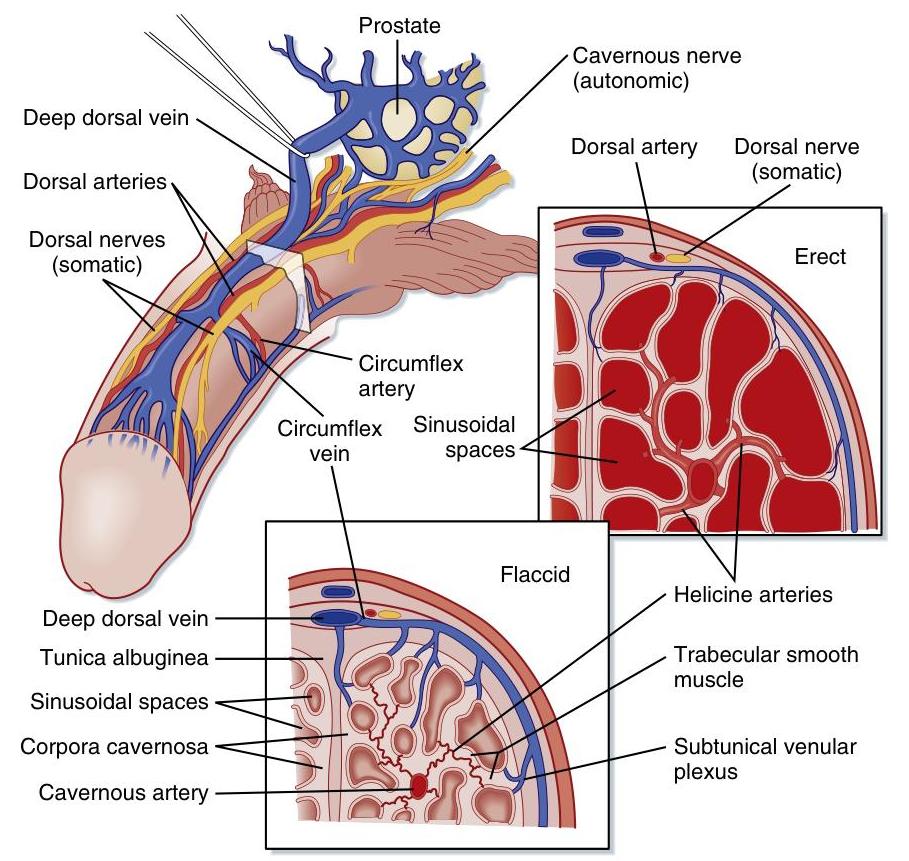 Prostate
Cavernous nerve
(autonomic)
Deep dorsal vein
Dorsal artery
Dorsal nerve
(somatic)
Dorsal arteries
Dorsal nerves
(somatic)
Erect
Circumflex
artery
Circumflex
vein
Sinusoidal
spaces
Flaccid
Helicine arteries
Deep dorsal vein
Tunica albuginea
Trabecular smooth
muscle
Sinusoidal spaces
Corpora cavernosa
Subtunical venular
plexus
Cavernous artery